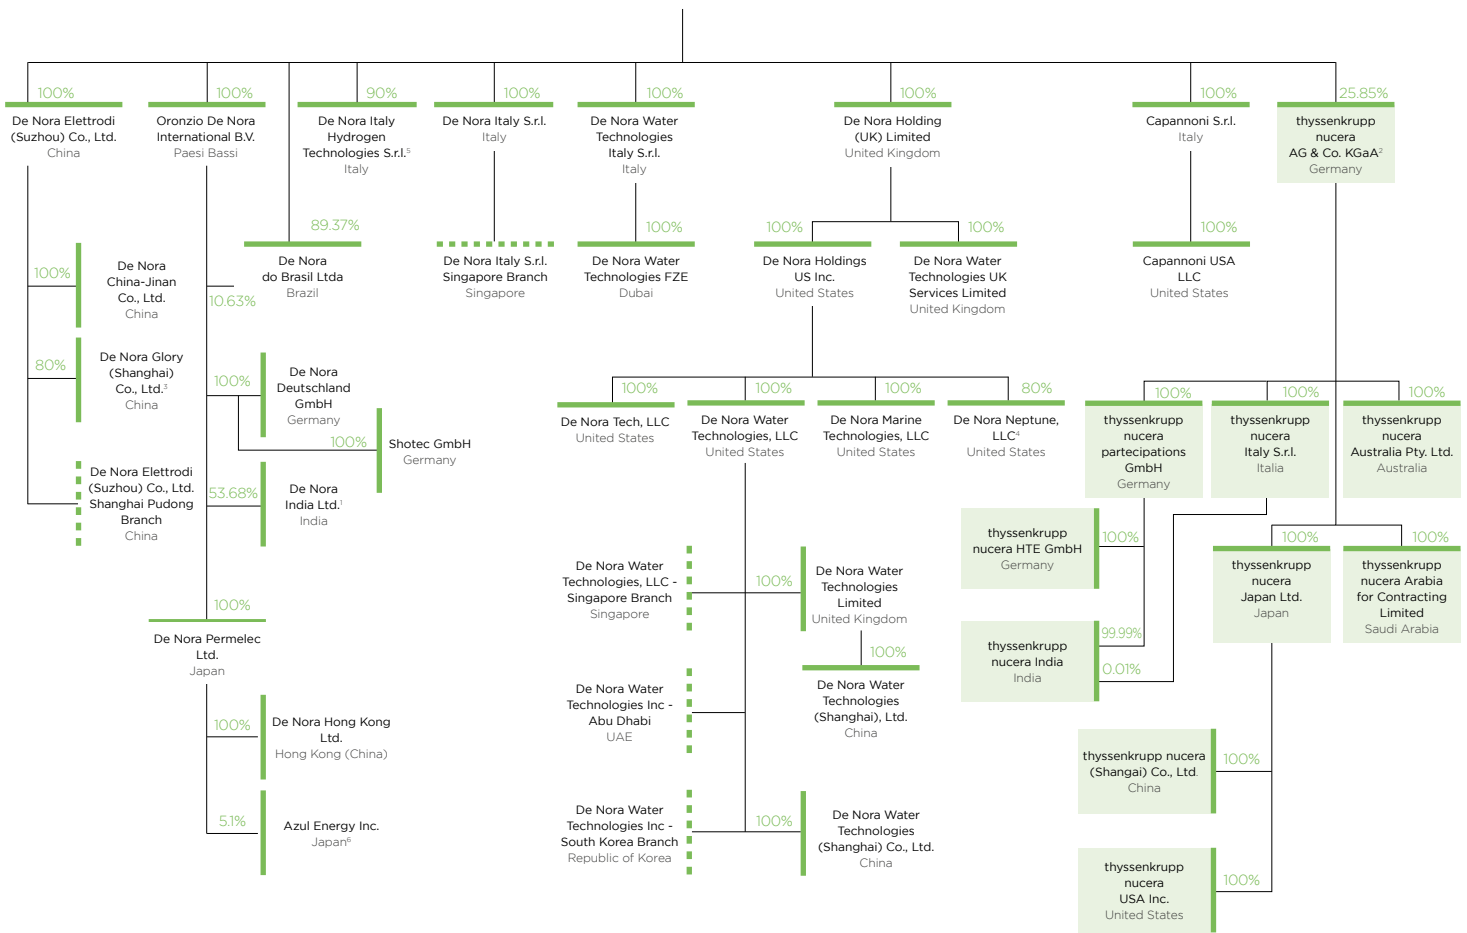 100%
100%
90%
100%
100%
100%
100%
25.85%
De Nora Elettrodi
(Suzhou) Co., Ltd.
China
Oronzio De Nora
International B.V.
Paesi Bassi
De Nora Italy
Hydrogen
Technologies S.r.l.⁵
Italy
De Nora Italy S.r.l.
Italy
De Nora Water
Technologies
Italy S.r.l.
Italy
De Nora Holding
(UK) Limited
United Kingdom
Capannoni S.r.l.
Italy
thyssenkrupp
nucera
AG & Co. KGaA²
Germany
89.37%
De Nora
do Brasil Ltda
Brazil
10.63%
De Nora Italy S.r.l.
Singapore Branch
Singapore
100%
De Nora Water
Technologies FZE
Dubai
100%
De Nora Holdings
US Inc.
United States
100%
De Nora Water
Technologies UK
Services Limited
United Kingdom
100%
Capannoni USA
LLC
United States
100%
De Nora
China-Jinan
Co., Ltd.
China
80%
De Nora Glory
(Shanghai)
Co., Ltd.³
China
De Nora Elettrodi
(Suzhou) Co., Ltd.
Shanghai Pudong
Branch
China
100%
De Nora
Deutschland
GmbH
Germany
100%
Shotec GmbH
Germany
53.68%
De Nora
India Ltd.¹
India
100%
De Nora Permelec
Ltd.
Japan
100%
De Nora Hong Kong
Ltd.
Hong Kong (China)
5.1%
Azul Energy Inc.
Japan⁶
100%
De Nora Tech, LLC
United States
100%
De Nora Water
Technologies, LLC
United States
100%
De Nora Marine
Technologies, LLC
United States
80%
De Nora Neptune,
LLC⁴
United States
De Nora Water
Technologies, LLC -
Singapore Branch
Singapore
100%
De Nora Water
Technologies
Limited
United Kingdom
100%
De Nora Water
Technologies
(Shanghai), Ltd.
China
De Nora Water
Technologies Inc -
Abu Dhabi
UAE
De Nora Water
Technologies Inc -
South Korea Branch
Republic of Korea
100%
De Nora Water
Technologies
(Shanghai) Co., Ltd.
China
100%
thyssenkrupp
nucera
partecipations
GmbH
Germany
100%
thyssenkrupp
nucera
Italy S.r.l.
Italia
100%
thyssenkrupp
nucera
Australia Pty. Ltd.
Australia
thyssenkrupp
nucera HTE GmbH
Germany
100%
thyssenkrupp
nucera India
India
99.99%
0.01%
100%
thyssenkrupp
nucera
Japan Ltd.
Japan
100%
thyssenkrupp
nucera Arabia
for Contracting
Limited
Saudi Arabia
thyssenkrupp nucera
(Shangai) Co., Ltd.
China
100%
thyssenkrupp
nucera
USA Inc.
United States
100%